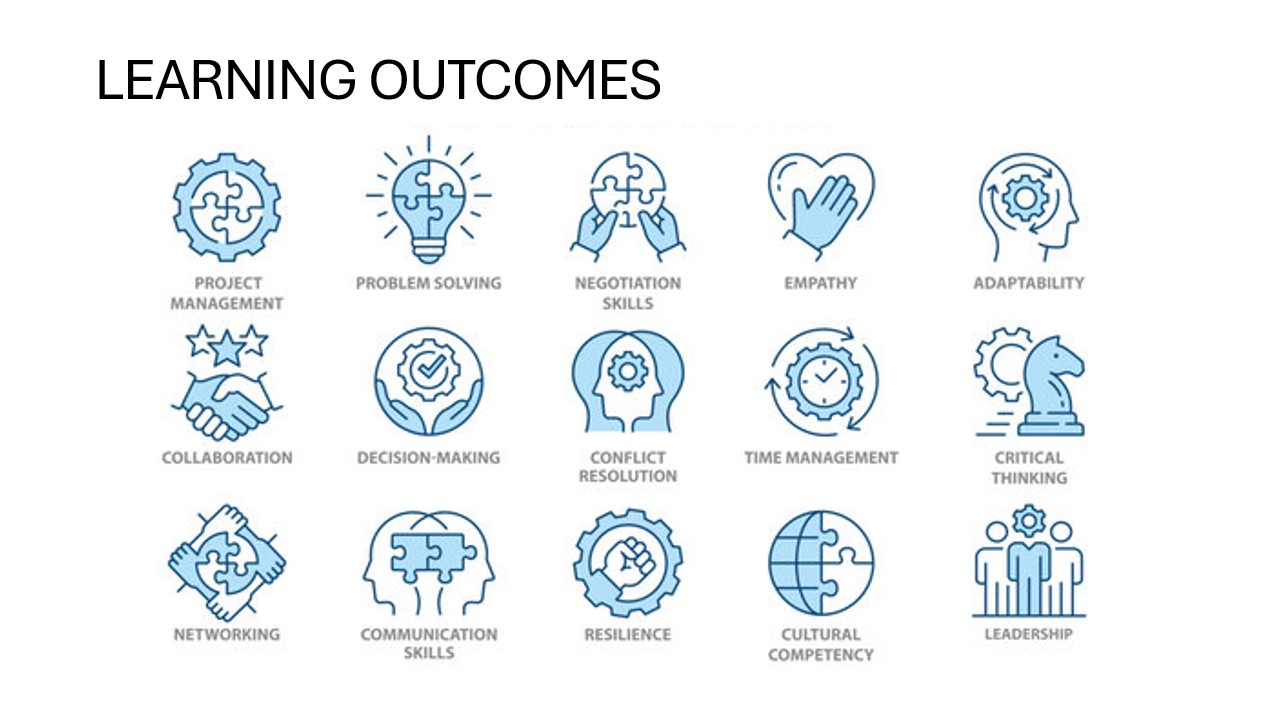 LEARNING OUTCOMES
PROJECT
MANAGEMENT
PROBLEM SOLVING
NEGOTIATION
SKILLS
EMPATHY
ADAPTABILITY
COLLABORATION
DECISION-MAKING
CONFLICT
RESOLUTION
TIME MANAGEMENT
CRITICAL
THINKING
NETWORKING
COMMUNICATION
SKILLS
RESILIENCE
CULTURAL
COMPETENCY
LEADERSHIP